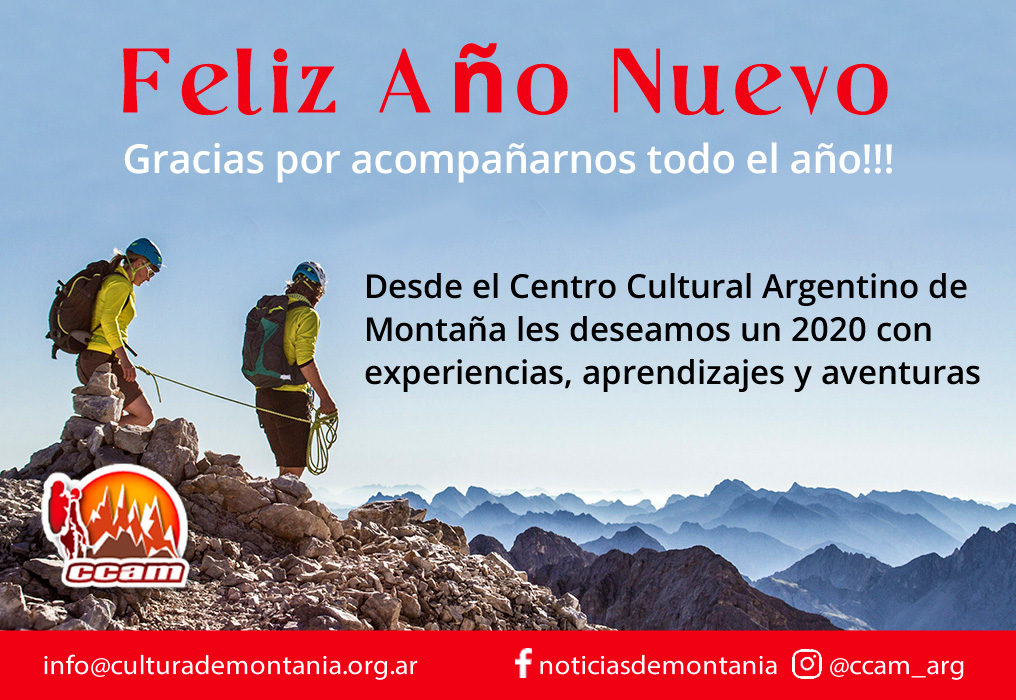 Feliz Año Nuevo
Gracias por acompañarnos todo el año!!!
Desde el Centro Cultural Argentino de
Montaña les deseamos un 2020 con
experiencias, aprendizajes y aventuras
ccam
info@culturademontania.org.ar
noticiasdemontania @ccam_arg